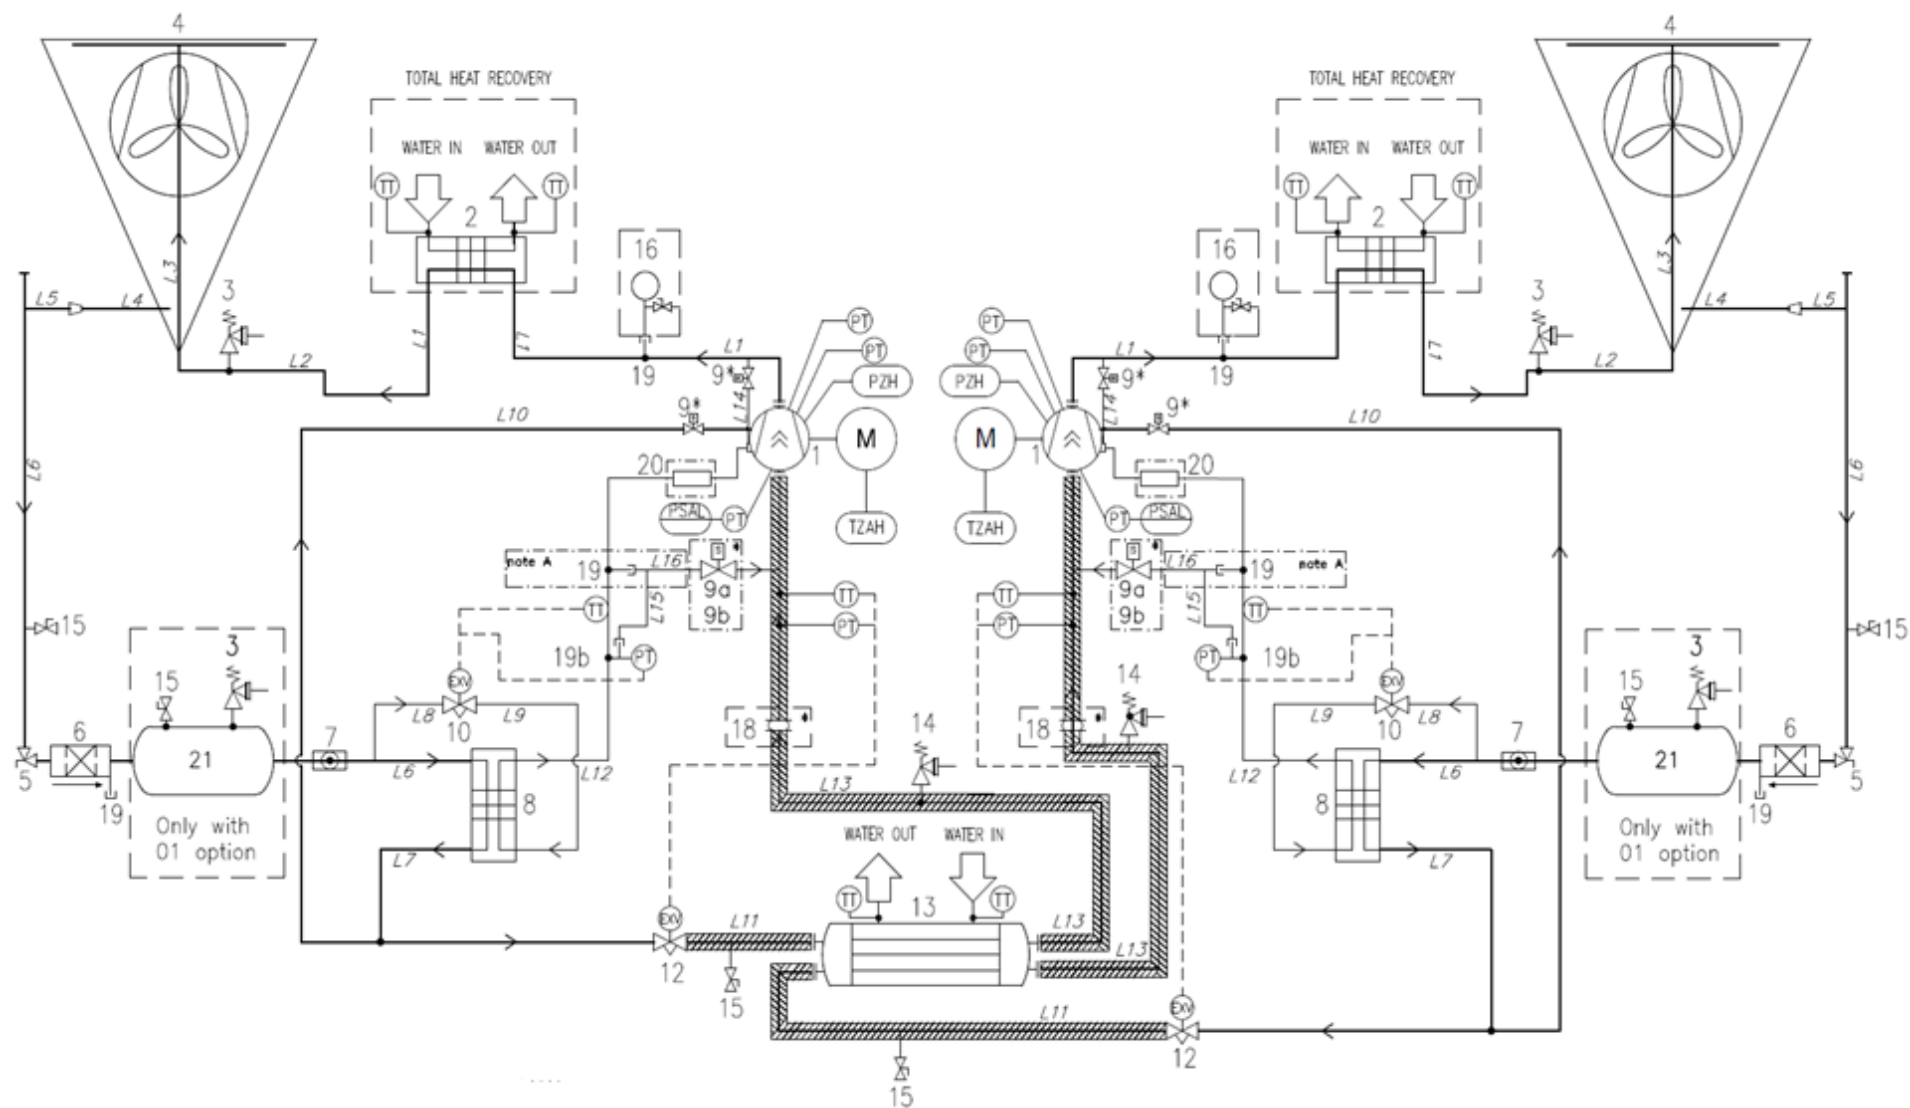 4
4
TOTAL HEAT RECOVERY
TOTAL HEAT RECOVERY
WATER IN WATER OUT
WATER IN WATER OUT
TT TT
TT TT
2
2
16
16
L3
L3
L5 L4
L4 L5
3
3
L1
L7
L7
L2
L2
L1
L1
19
19
PT
PT
PT
PT
PZH
PZH
9*
9*
L14
L14
L10
9*
9*
L10
M
M
1
1
L6
L6
20
20
PSAL PT
PT PSAL
TZAH
TZAH
note A
19
L16
S
S
L16
19
note A
9a
9b
9a
9b
L15
L15
TT
TT
PT
PT
TT
TT
19b
PT
PT
19b
15
15
15
3
15
3
EXV
EXV
L8
L9
L9
L8
10
10
18
18
14
14
6
21
7
7
21
6
5
5
19
19
L6
L12
L12
L6
8
8
L13
Only with
01 option
Only with
01 option
L7
L7
WATER OUT WATER IN
TT
13
TT
EXV
L11
L13
L13
12
15
L11
EXV
12
15